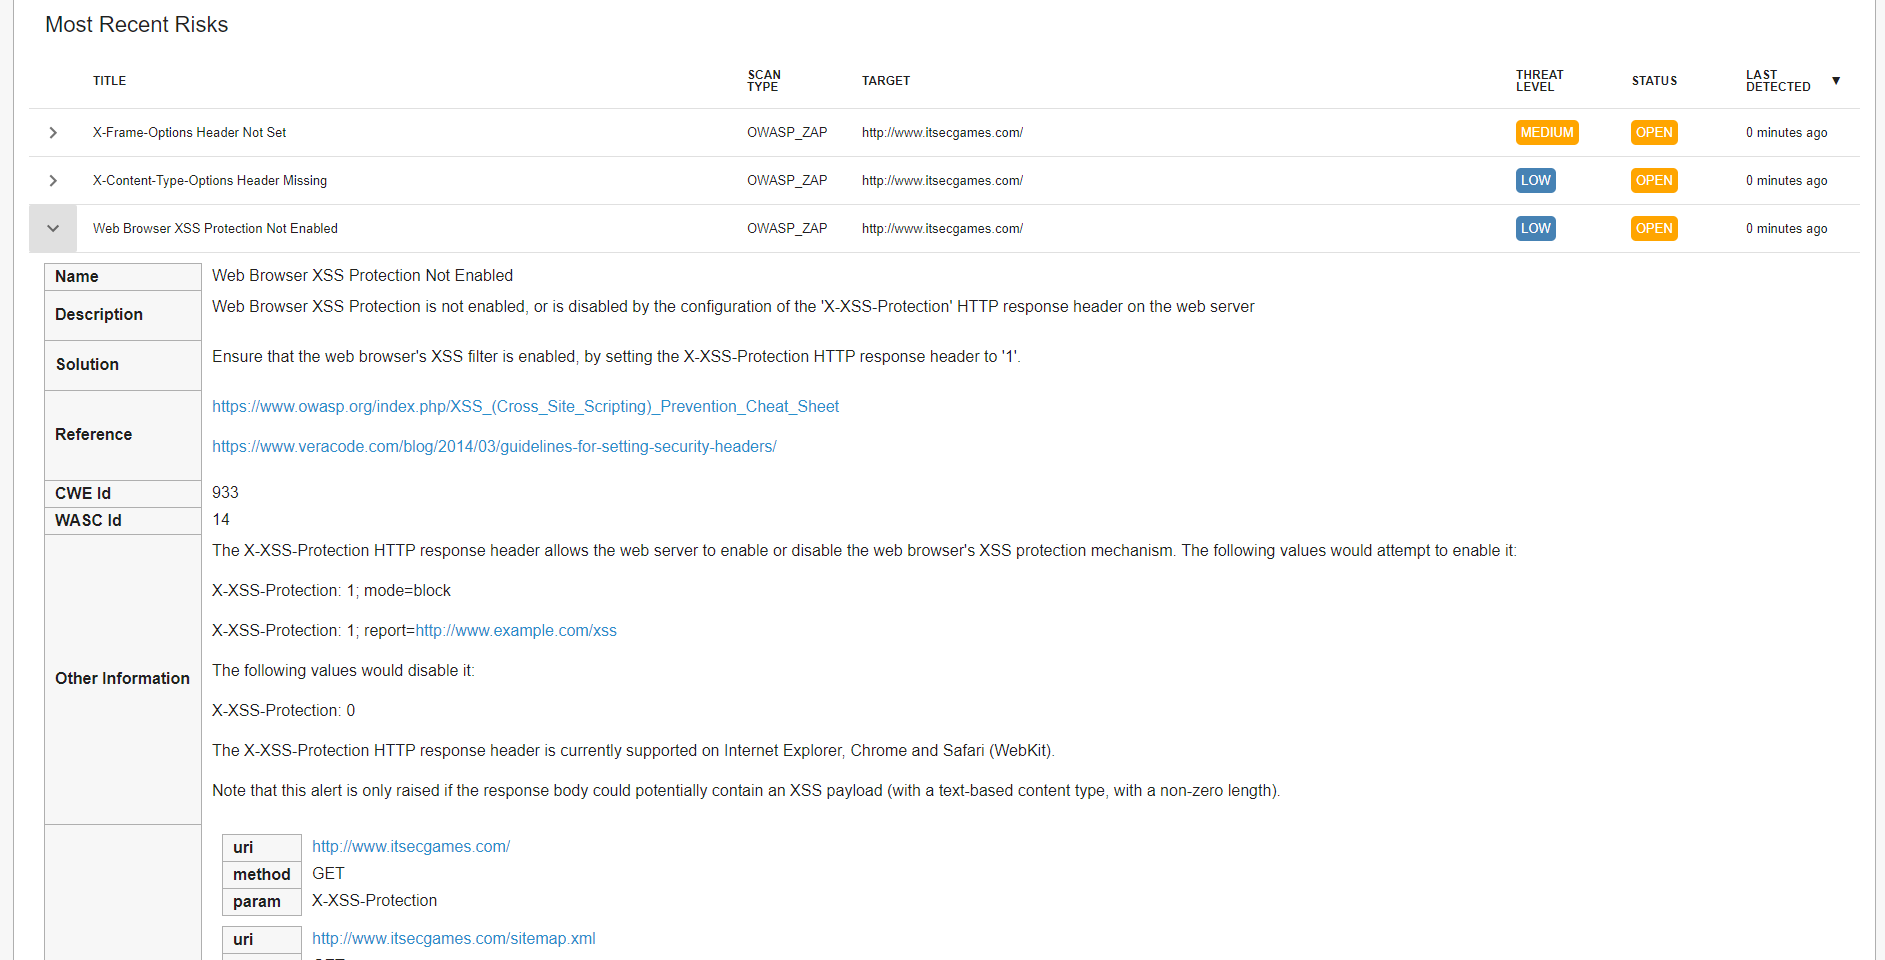 Most Recent Risks
TITLE SCAN TYPE TARGET THREAT LEVEL STATUS LAST DETECTED ▼
X-Frame-Options Header Not Set OWASP_ZAP http://www.itsecgames.com/ MEDIUM OPEN 0 minutes ago
X-Content-Type-Options Header Missing OWASP_ZAP http://www.itsecgames.com/ LOW OPEN 0 minutes ago
Web Browser XSS Protection Not Enabled OWASP_ZAP http://www.itsecgames.com/ LOW OPEN 0 minutes ago
Name Web Browser XSS Protection Not Enabled
Description Web Browser XSS Protection is not enabled, or is disabled by the configuration of the 'X-XSS-Protection' HTTP response header on the web server
Solution Ensure that the web browser's XSS filter is enabled, by setting the X-XSS-Protection HTTP response header to '1'.
Reference https://www.owasp.org/index.php/XSS_(Cross_Site_Scripting)_Prevention_Cheat_Sheet
https://www.veracode.com/blog/2014/03/guidelines-for-setting-security-headers/
CWE Id 933
WASC Id 14
Other Information The X-XSS-Protection HTTP response header allows the web server to enable or disable the web browser's XSS protection mechanism. The following values would attempt to enable it:
X-XSS-Protection: 1; mode=block
X-XSS-Protection: 1; report=http://www.example.com/xss
The following values would disable it:
X-XSS-Protection: 0
The X-XSS-Protection HTTP response header is currently supported on Internet Explorer, Chrome and Safari (WebKit).
Note that this alert is only raised if the response body could potentially contain an XSS payload (with a text-based content type, with a non-zero length).
uri http://www.itsecgames.com/
method GET
param X-XSS-Protection
uri http://www.itsecgames.com/sitemap.xml